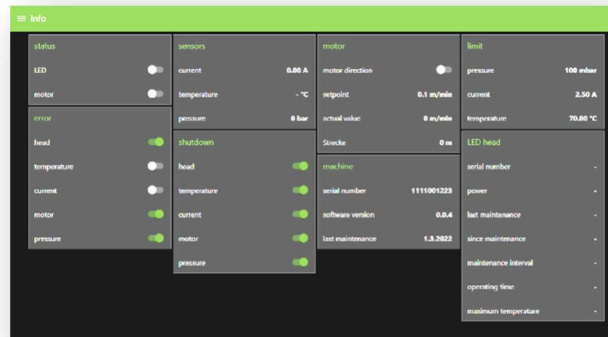 Info
status
LED
motor
error
head
temperature
current
motor
pressure
sensors
current 0.00 A
temperature - °C
pressure 0 bar
shutdown
head
temperature
current
motor
pressure
motor
motor direction
setpoint 0.1 m/min
actual value 0 m/min
Strecke 0 m
machine
serial number 1111001223
software version 0.0.4
last maintenance 1.3.2022
limit
pressure 100 mbar
current 2.50 A
temperature 70.00 °C
LED head
serial number -
power -
last maintenance -
since maintenance -
maintenance interval -
operating time -
maximum temperature -